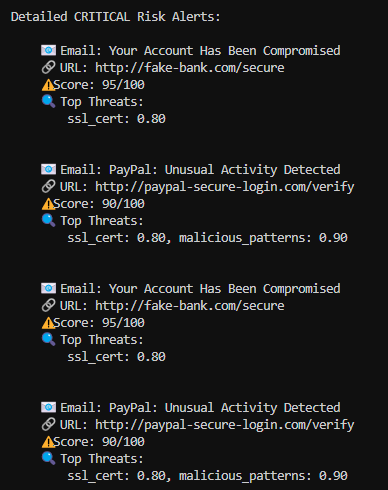 Detailed CRITICAL Risk Alerts:
📧 Email: Your Account Has Been Compromised
🔗 URL: http://fake-bank.com/secure
⚠️Score: 95/100
🔍 Top Threats:
ssl_cert: 0.80
📧 Email: PayPal: Unusual Activity Detected
🔗 URL: http://paypal-secure-login.com/verify
⚠️Score: 90/100
🔍 Top Threats:
ssl_cert: 0.80, malicious_patterns: 0.90
📧 Email: Your Account Has Been Compromised
🔗 URL: http://fake-bank.com/secure
⚠️Score: 95/100
🔍 Top Threats:
ssl_cert: 0.80
📧 Email: PayPal: Unusual Activity Detected
🔗 URL: http://paypal-secure-login.com/verify
⚠️Score: 90/100
🔍 Top Threats:
ssl_cert: 0.80, malicious_patterns: 0.90